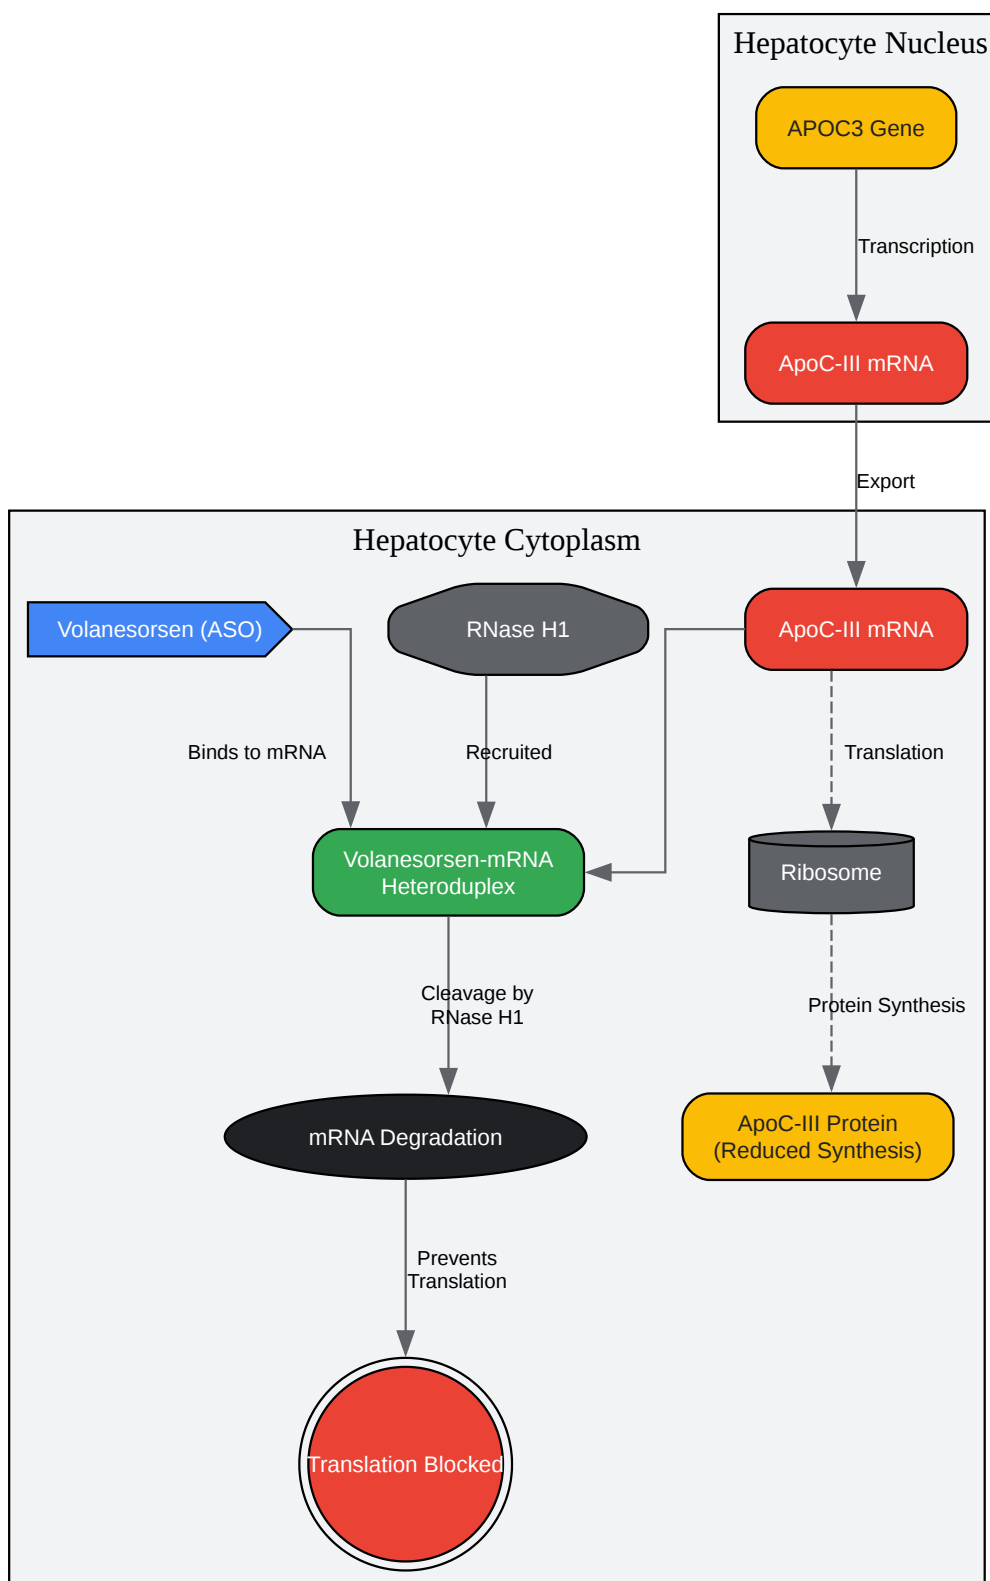 Hepatocyte Nucleus
APOC3 Gene
Transcription
ApoC-III mRNA
Export
Hepatocyte Cytoplasm
Volanesorsen (ASO)
RNase H1
ApoC-III mRNA
Binds to mRNA
Recruited
Translation
Volanesorsen-mRNA
Heteroduplex
Ribosome
Cleavage by
RNase H1
Protein Synthesis
mRNA Degradation
ApoC-III Protein
(Reduced Synthesis)
Prevents
Translation
Translation Blocked